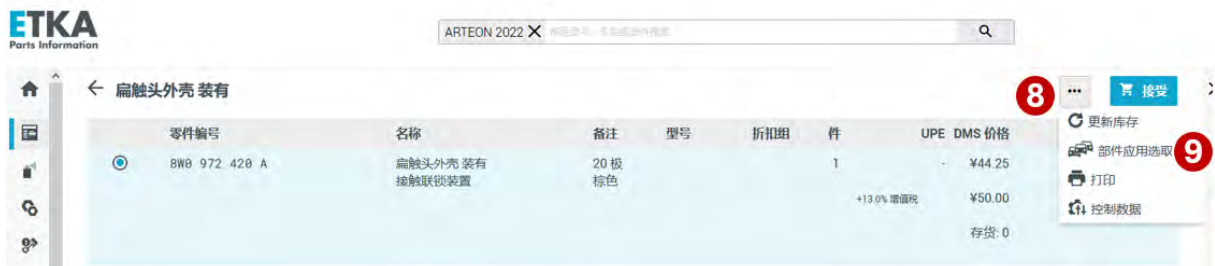 ETKA
Parts Information
ARTEON 2022
扁触头外壳 装有
8
接受
零件编号 名称 备注 型号 折扣组 件 UPE DMS 价格
更新库存
8W0 972 420 A 扁触头外壳 装有 20 极 1 - ¥44.25
接触联锁装置 棕色
部件应用选取 9
打印
+13.0% 增值税 ¥50.00
控制数据
存货: 0